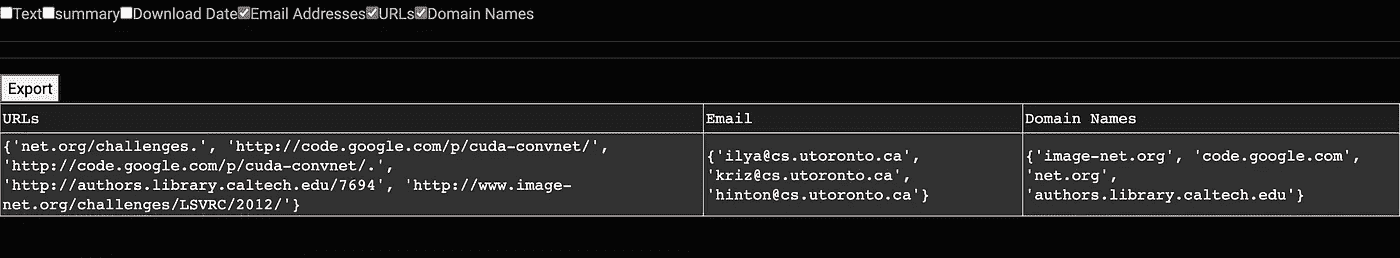 Text summary Download Date Email Addresses URLs Domain Names
Export
URLs Email Domain Names
{'net.org/challenges.', 'http://code.google.com/p/cuda-convnet/',
'http://code.google.com/p/cuda-convnet/.',
'http://authors.library.caltech.edu/7694', 'http://www.image-
net.org/challenges/LSVRC/2012/'}
{'ilya@cs.utoronto.ca',
'kriz@cs.utoronto.ca',
'hinton@cs.utoronto.ca'}
{'image-net.org', 'code.google.com',
'net.org',
'authors.library.caltech.edu'}